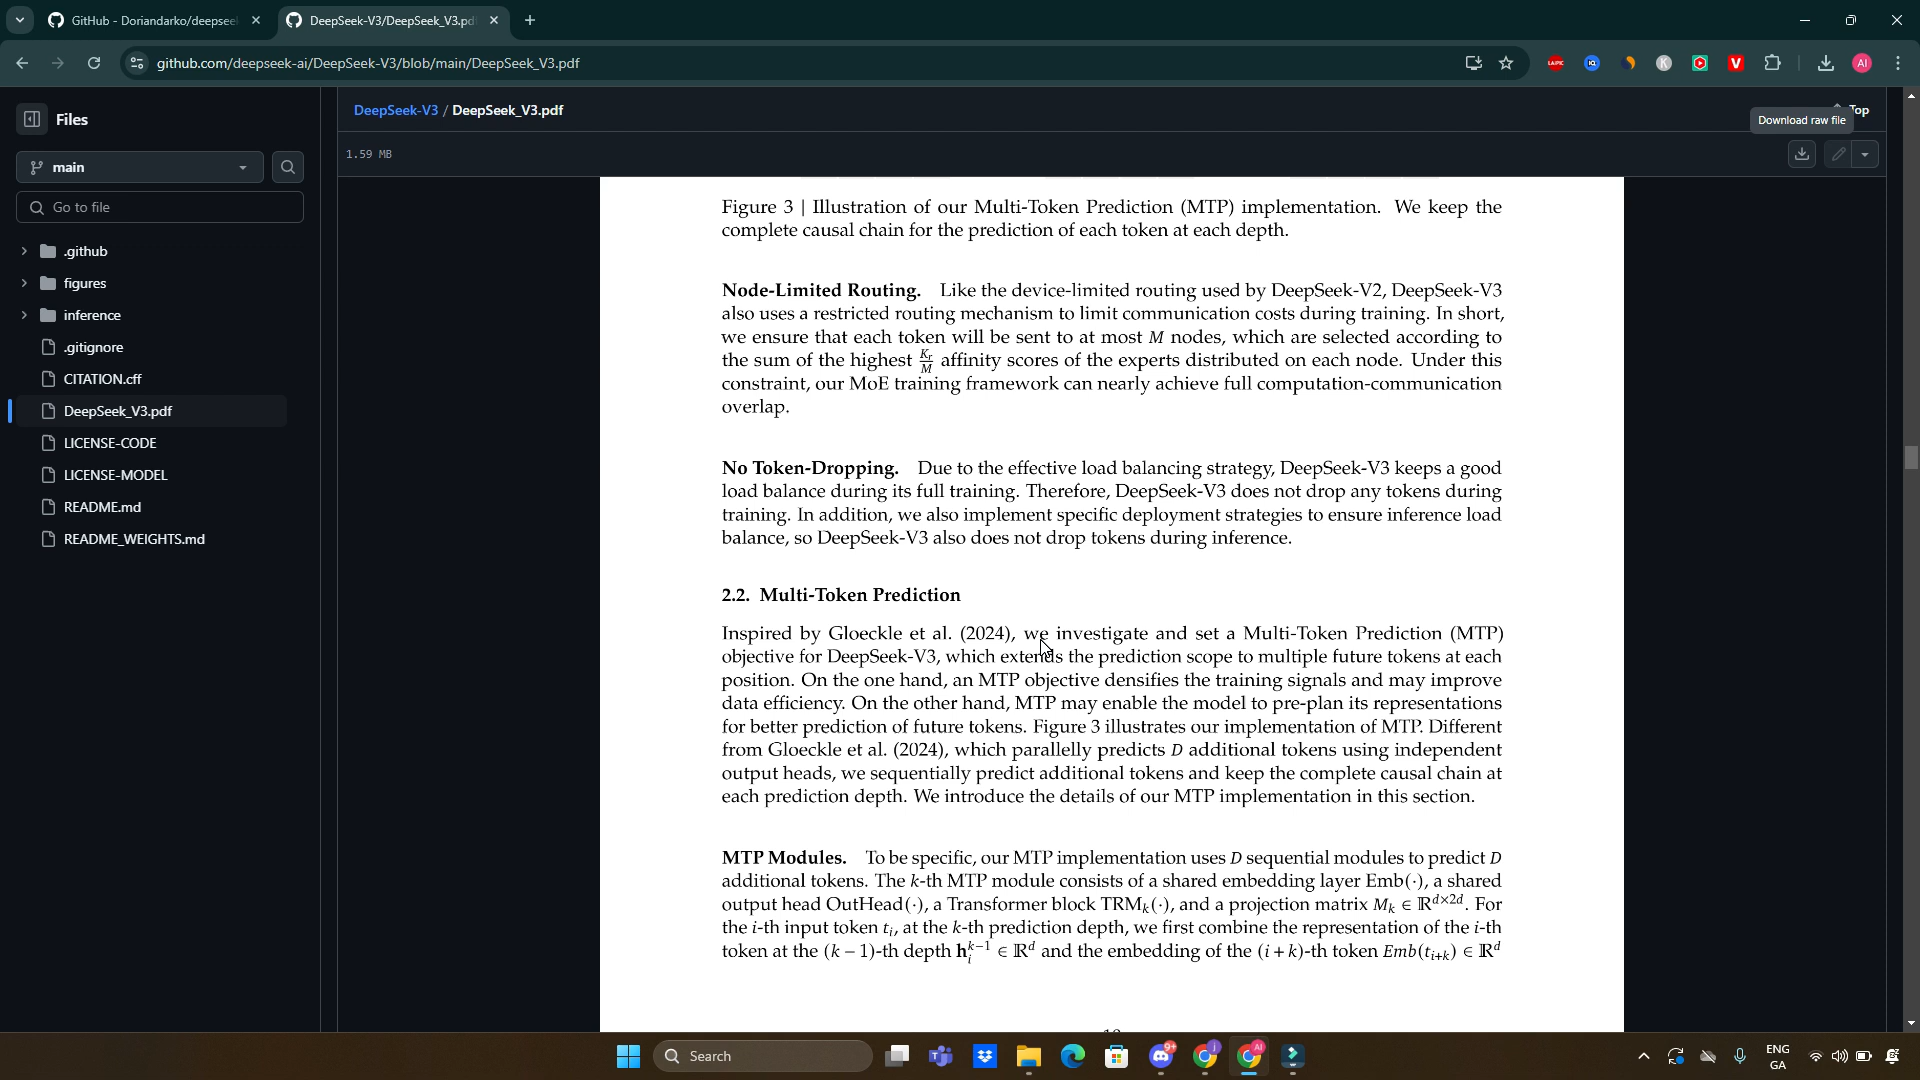 GitHub - Doriandarko/deepsee
DeepSeek-V3/DeepSeek_V3.pd
github.com/deepseek-ai/DeepSeek-V3/blob/main/DeepSeek_V3.pdf
AI
Files
main
Go to file
.github
figures
inference
.gitignore
CITATION.cff
DeepSeek_V3.pdf
LICENSE-CODE
LICENSE-MODEL
README.md
README_WEIGHTS.md
DeepSeek-V3 / DeepSeek_V3.pdf
Top
Download raw file
1.59 MB
Figure 3 | Illustration of our Multi-Token Prediction (MTP) implementation. We keep the
complete causal chain for the prediction of each token at each depth.
Node-Limited Routing. Like the device-limited routing used by DeepSeek-V2, DeepSeek-V3
also uses a restricted routing mechanism to limit communication costs during training. In short,
we ensure that each token will be sent to at most M nodes, which are selected according to
the sum of the highest K_r/M affinity scores of the experts distributed on each node. Under this
constraint, our MoE training framework can nearly achieve full computation-communication
overlap.
No Token-Dropping. Due to the effective load balancing strategy, DeepSeek-V3 keeps a good
load balance during its full training. Therefore, DeepSeek-V3 does not drop any tokens during
training. In addition, we also implement specific deployment strategies to ensure inference load
balance, so DeepSeek-V3 also does not drop tokens during inference.
2.2. Multi-Token Prediction
Inspired by Gloeckle et al. (2024), we investigate and set a Multi-Token Prediction (MTP)
objective for DeepSeek-V3, which extends the prediction scope to multiple future tokens at each
position. On the one hand, an MTP objective densifies the training signals and may improve
data efficiency. On the other hand, MTP may enable the model to pre-plan its representations
for better prediction of future tokens. Figure 3 illustrates our implementation of MTP. Different
from Gloeckle et al. (2024), which parallelly predicts D additional tokens using independent
output heads, we sequentially predict additional tokens and keep the complete causal chain at
each prediction depth. We introduce the details of our MTP implementation in this section.
MTP Modules. To be specific, our MTP implementation uses D sequential modules to predict D
additional tokens. The k-th MTP module consists of a shared embedding layer Emb(·), a shared
output head OutHead(·), a Transformer block TRM_k(·), and a projection matrix M_k ∈ ℝ^{d×2d}. For
the i-th input token t_i, at the k-th prediction depth, we first combine the representation of the i-th
token at the (k − 1)-th depth h_i^{k−1} ∈ ℝ^d and the embedding of the (i + k)-th token Emb(t_{i+k}) ∈ ℝ^d
Search
9+
j
AI
ENG
GA